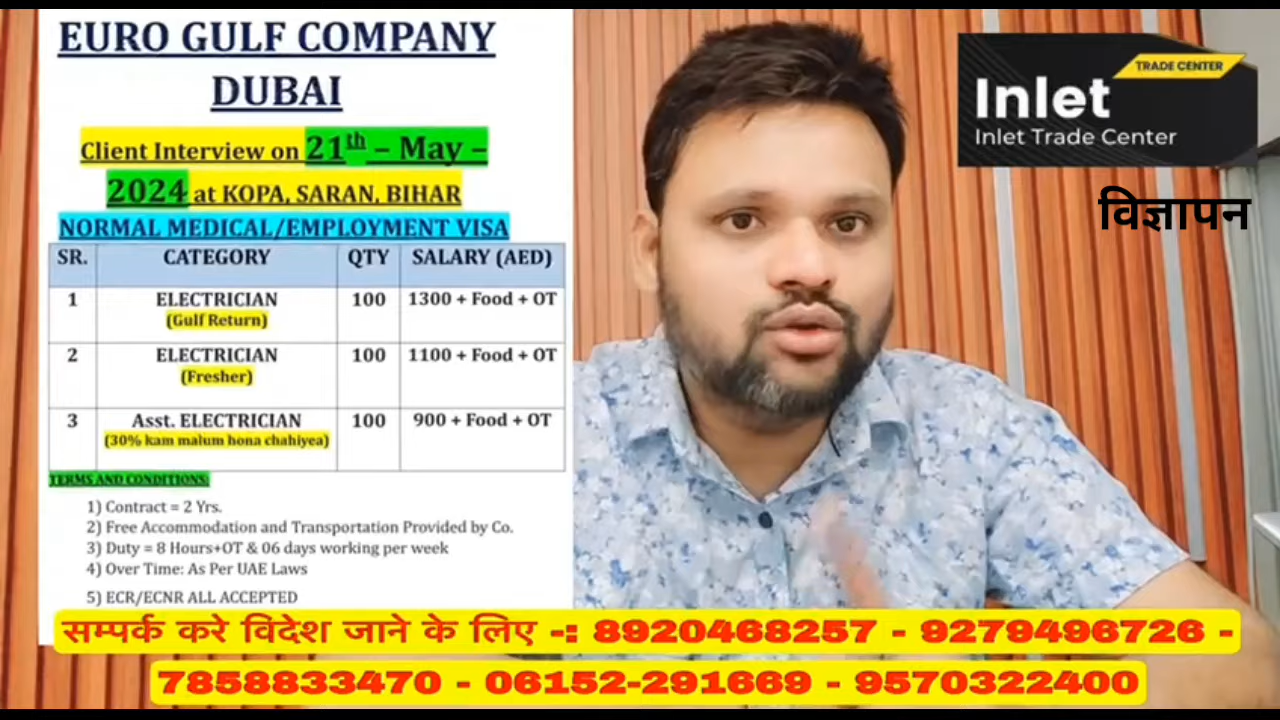 EURO GULF COMPANY
DUBAI
Client Interview on 21th – May –
2024 at KOPA, SARAN, BIHAR
NORMAL MEDICAL/EMPLOYMENT VISA
SR. CATEGORY QTY SALARY (AED)
1 ELECTRICIAN 100 1300 + Food + OT
(Gulf Return)
2 ELECTRICIAN 100 1100 + Food + OT
(Fresher)
3 Asst. ELECTRICIAN 100 900 + Food + OT
(30% kam malum hona chahiyea)
TERMS AND CONDITIONS:
1) Contract = 2 Yrs.
2) Free Accommodation and Transportation Provided by Co.
3) Duty = 8 Hours+OT & 06 days working per week
4) Over Time: As Per UAE Laws
5) ECR/ECNR ALL ACCEPTED
TRADE CENTER
Inlet
Inlet Trade Center
विज्ञापन
सम्पर्क करे विदेश जाने के लिए -: 8920468257 - 9279496726 -
7858833470 - 06152-291669 - 9570322400